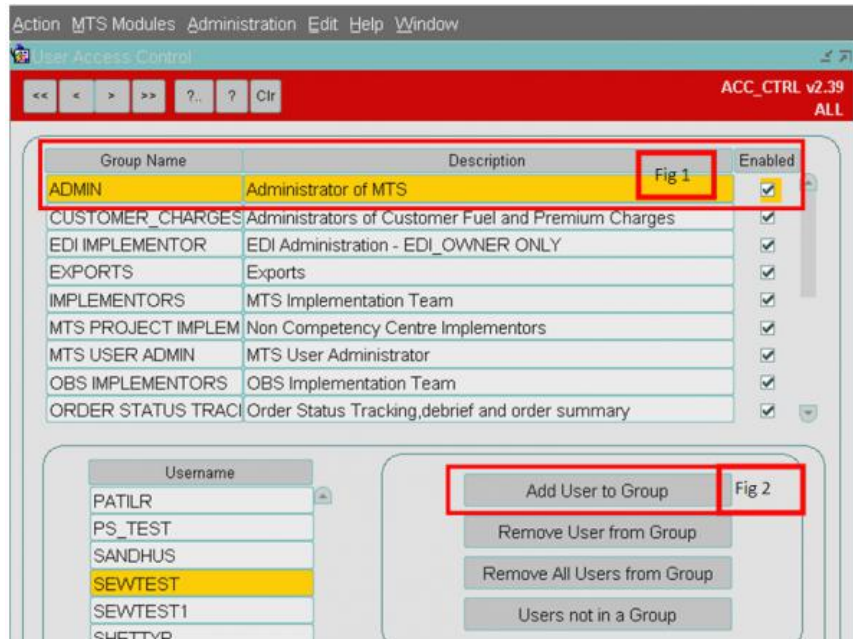 Action MTS Modules Administration Edit Help Window
User Access Control
<< < > >> ?.. ? Clr ACC_CTRL v2.39
ALL
Group Name Description Enabled
Fig 1
ADMIN Administrator of MTS
CUSTOMER_CHARGES Administrators of Customer Fuel and Premium Charges
EDI IMPLEMENTOR EDI Administration - EDI_OWNER ONLY
EXPORTS Exports
IMPLEMENTORS MTS Implementation Team
MTS PROJECT IMPLEM Non Competency Centre Implementors
MTS USER ADMIN MTS User Administrator
OBS IMPLEMENTORS OBS Implementation Team
ORDER STATUS TRACI Order Status Tracking,debrief and order summary
Username
PATILR
PS_TEST
SANDHUS
SEWTEST
SEWTEST1
Add User to Group Fig 2
Remove User from Group
Remove All Users from Group
Users not in a Group